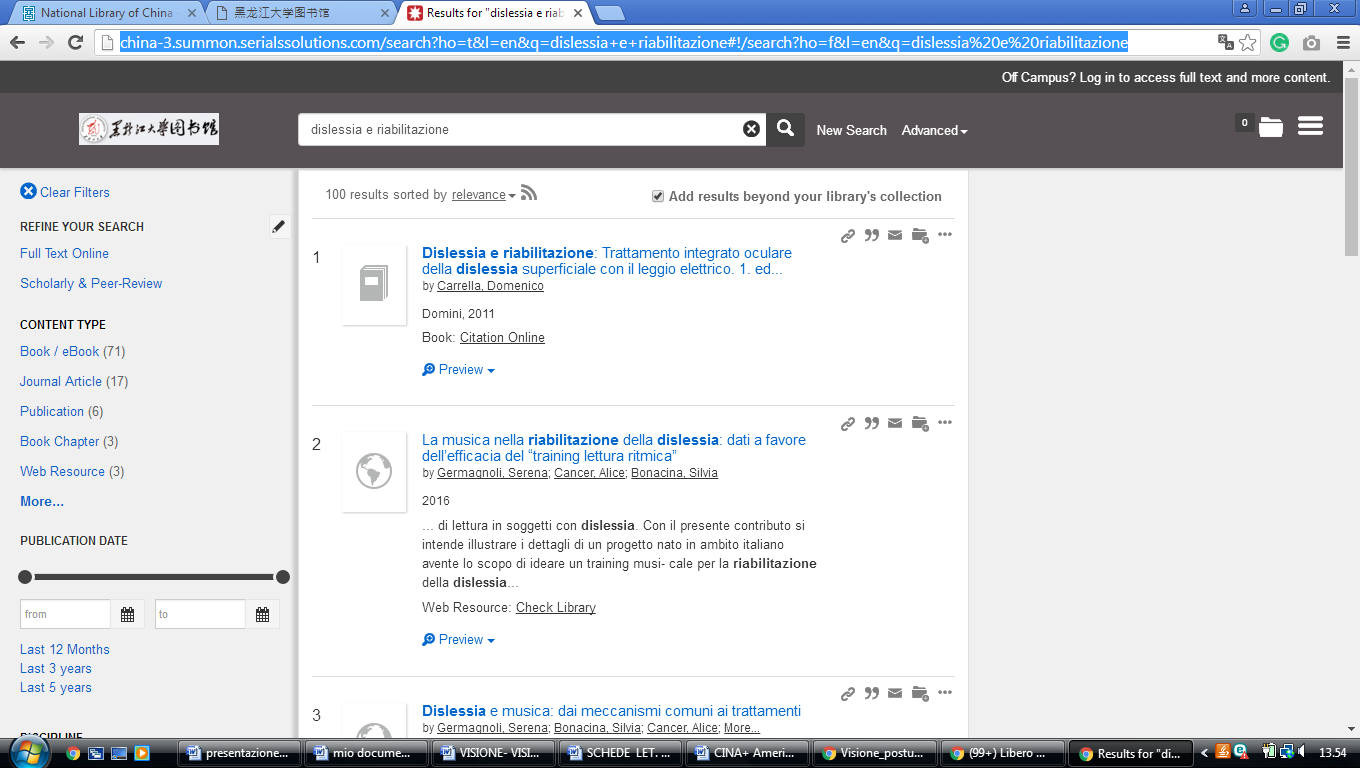 National Library of China -
黑龙江大学图书馆
Results for "dislessia e riab
china-3.summon.serialssolutions.com/search?ho=t&l=en&q=dislessia+e+riabilitazione#!/search?ho=f&l=en&q=dislessia%20e%20riabilitazione
Off Campus? Log in to access full text and more content.
黑龙江大学图书馆
dislessia e riabilitazione
New Search
Advanced
0
Clear Filters
REFINE YOUR SEARCH
Full Text Online
Scholarly & Peer-Review
CONTENT TYPE
Book / eBook (71)
Journal Article (17)
Publication (6)
Book Chapter (3)
Web Resource (3)
More...
PUBLICATION DATE
from
to
Last 12 Months
Last 3 years
Last 5 years
DISCIPLINE
100 results sorted by relevance
Add results beyond your library's collection
1
Dislessia e riabilitazione: Trattamento integrato oculare
della dislessia superficiale con il leggio elettrico. 1. ed...
by Carrella, Domenico
Domini, 2011
Book: Citation Online
Preview
2
La musica nella riabilitazione della dislessia: dati a favore
dell'efficacia del “training lettura ritmica”
by Germagnoli, Serena; Cancer, Alice; Bonacina, Silvia
2016
... di lettura in soggetti con dislessia. Con il presente contributo si
intende illustrare i dettagli di un progetto nato in ambito italiano
avente lo scopo di ideare un training musi- cale per la riabilitazione
della dislessia...
Web Resource: Check Library
Preview
3
Dislessia e musica: dai meccanismi comuni ai trattamenti
by Germagnoli, Serena; Bonacina, Silvia; Cancer, Alice; More...
presentazione...
mio docume...
VISIONE- VISI...
SCHEDE LET. ...
CINA+ Ameri...
Visione_postu...
(99+) Libero ...
Results for "di...
13.54